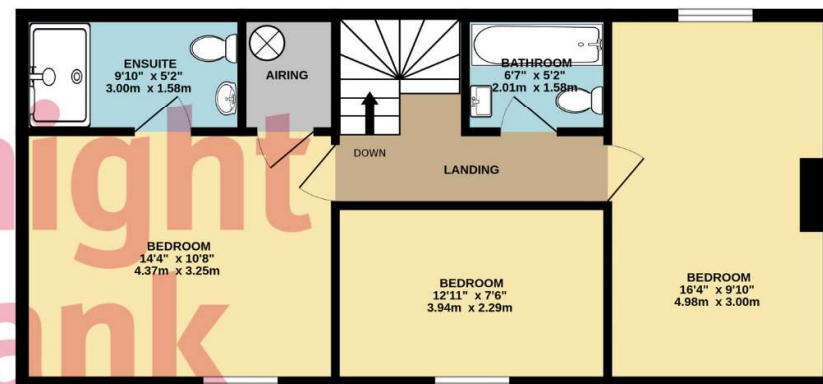 ENSUITE
9'10" x 5'2"
3.00m x 1.58m
AIRING
BATHROOM
6'7" x 5'2"
2.01m x 1.58m
DOWN
LANDING
BEDROOM
14'4" x 10'8"
4.37m x 3.25m
BEDROOM
12'11" x 7'6"
3.94m x 2.29m
BEDROOM
16'4" x 9'10"
4.98m x 3.00m
night
ank